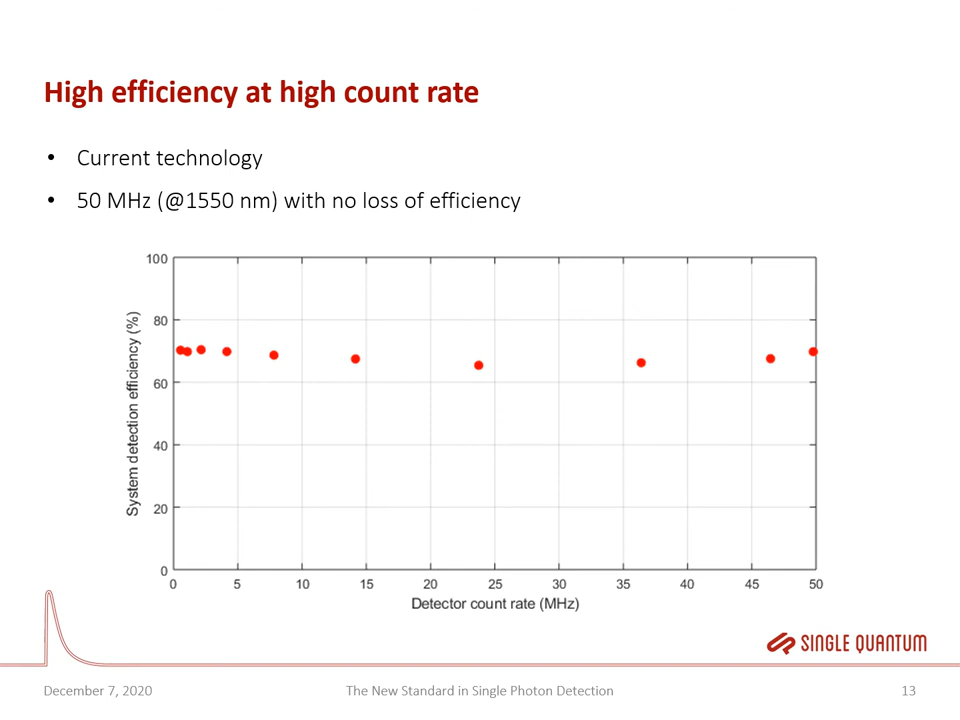 High efficiency at high count rate
• Current technology
• 50 MHz (@1550 nm) with no loss of efficiency
System detection efficiency (%)
100
80
60
40
20
0
0 5 10 15 20 25 30 35 40 45 50
Detector count rate (MHz)
SINGLE QUANTUM
December 7, 2020 The New Standard in Single Photon Detection 13